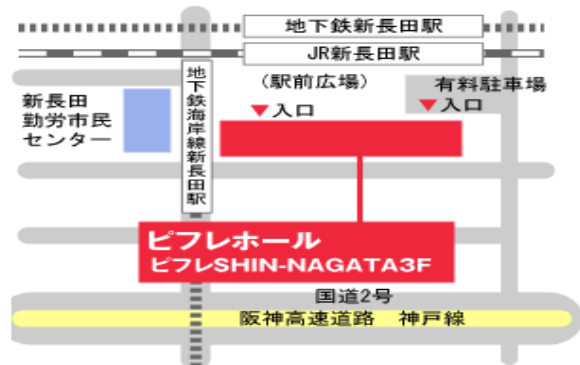 地下鉄新長田駅
JR新長田駅
地下鉄海岸線新長田駅
(駅前広場)
有料駐車場
▼入口
▼入口
新長田
勤労市民
センター
ピフレホール
ピフレSHIN-NAGATA3F
国道2号
阪神高速道路 神戸線